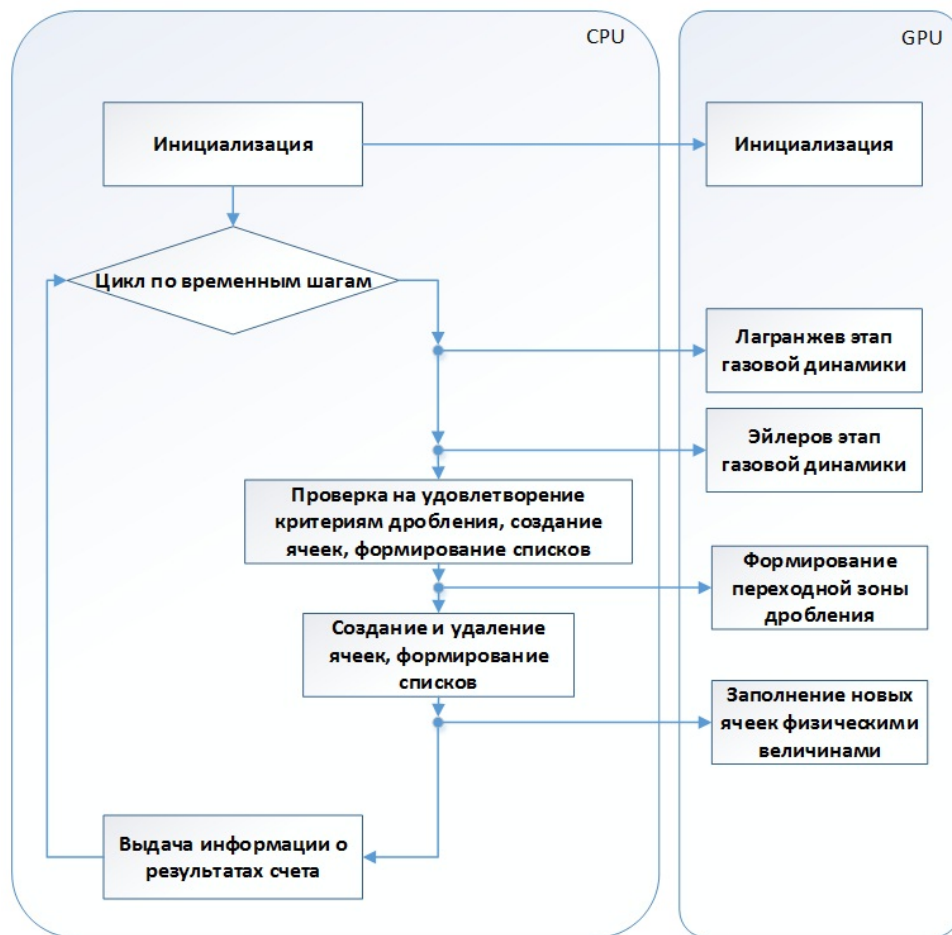 CPU
GPU
Инициализация
Инициализация
Цикл по временным шагам
Лагранжев этап
газовой динамики
Эйлеров этап
газовой динамики
Проверка на удовлетворение
критериям дробления, создание
ячеек, формирование списков
Формирование
переходной зоны
дробления
Создание и удаление
ячеек, формирование
списков
Заполнение новых
ячеек физическими
величинами
Выдача информации о
результатах счета